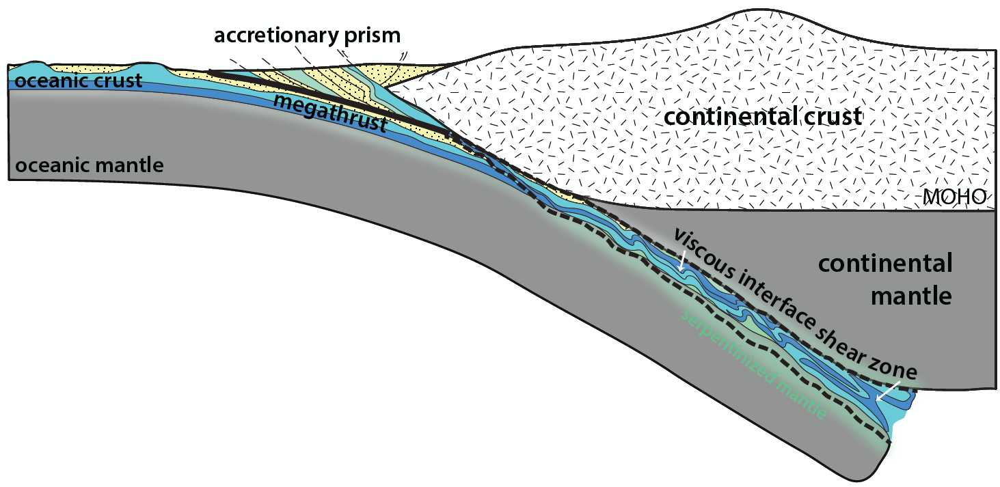 accretionary prism
oceanic crust
megathrust
continental crust
oceanic mantle
MOHO
viscous interface shear zone
continental
mantle
serpentinized mantle